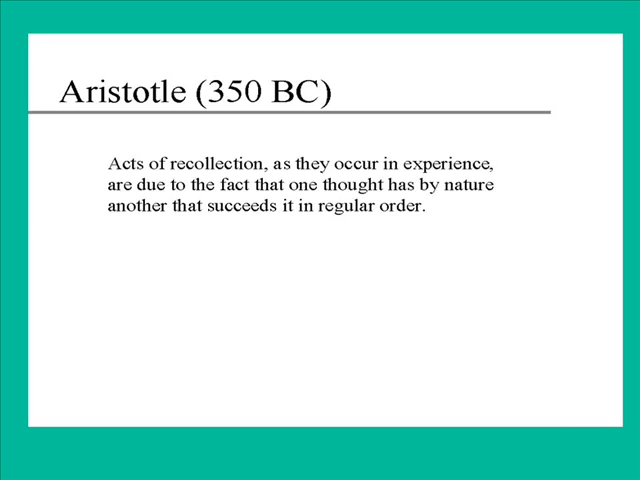 Aristotle (350 BC)
Acts of recollection, as they occur in experience,
are due to the fact that one thought has by nature
another that succeeds it in regular order.